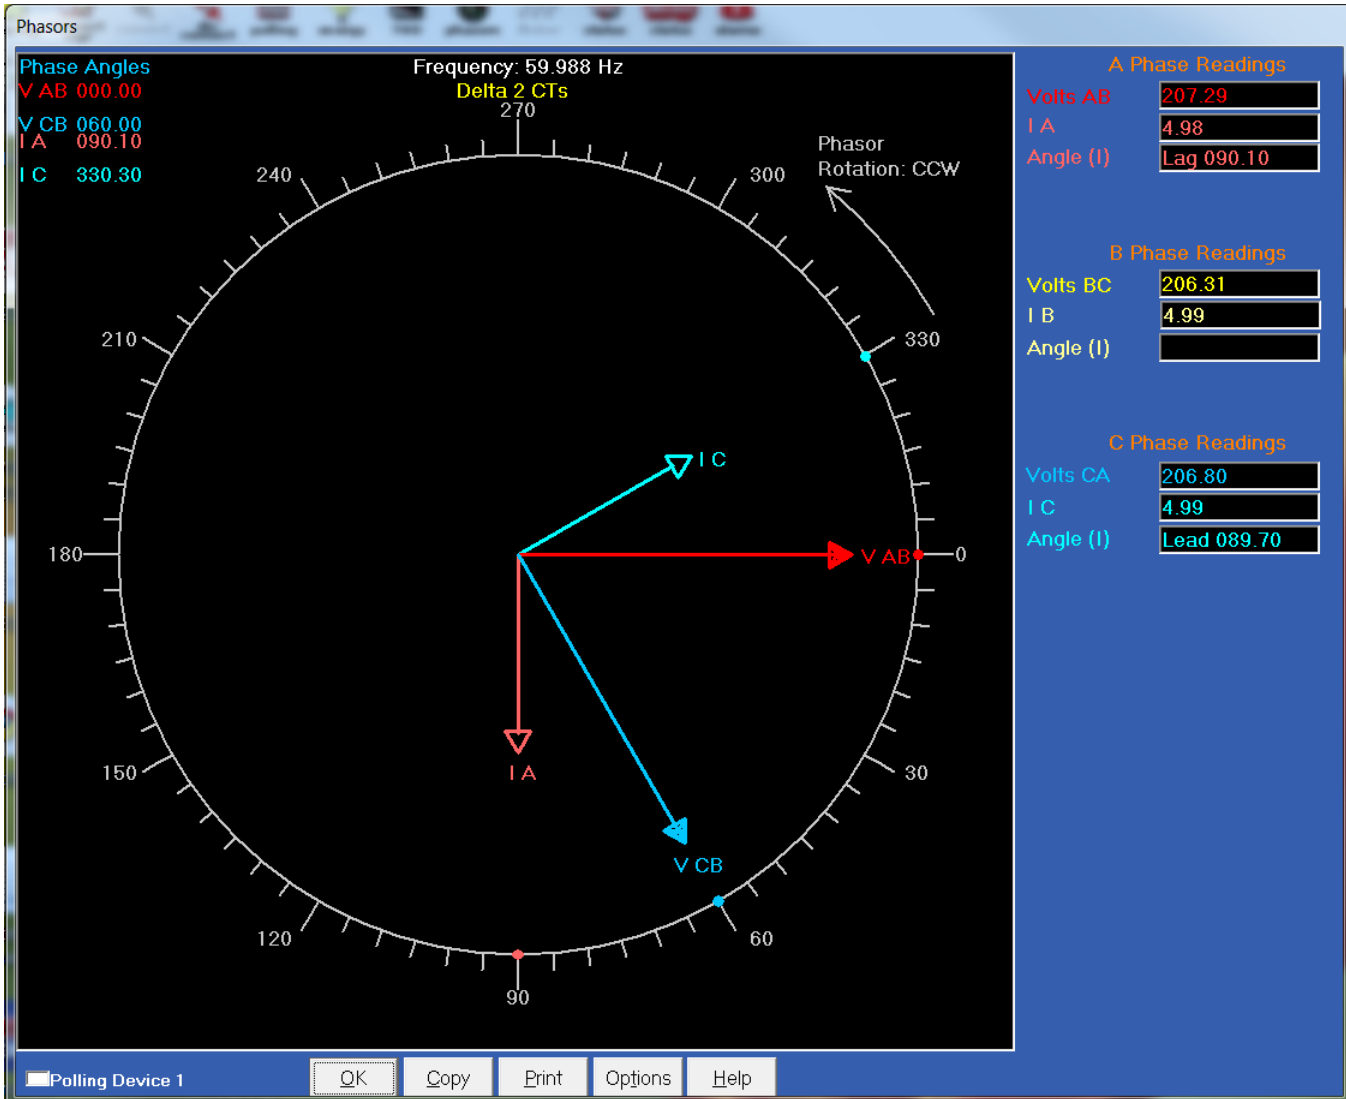 Phasors
Phase Angles
V AB 000.00
V CB 060.00
I A 090.10
I C 330.30
Frequency: 59.988 Hz
Delta 2 CTs
270
240
300
210
330
180
0
150
30
120
60
90
Phasor
Rotation: CCW
I C
V AB
I A
V CB
A Phase Readings
Volts AB 207.29
I A 4.98
Angle (I) Lag 090.10
B Phase Readings
Volts BC 206.31
I B 4.99
Angle (I)
C Phase Readings
Volts CA 206.80
I C 4.99
Angle (I) Lead 089.70
Polling Device 1
OK
Copy
Print
Options
Help